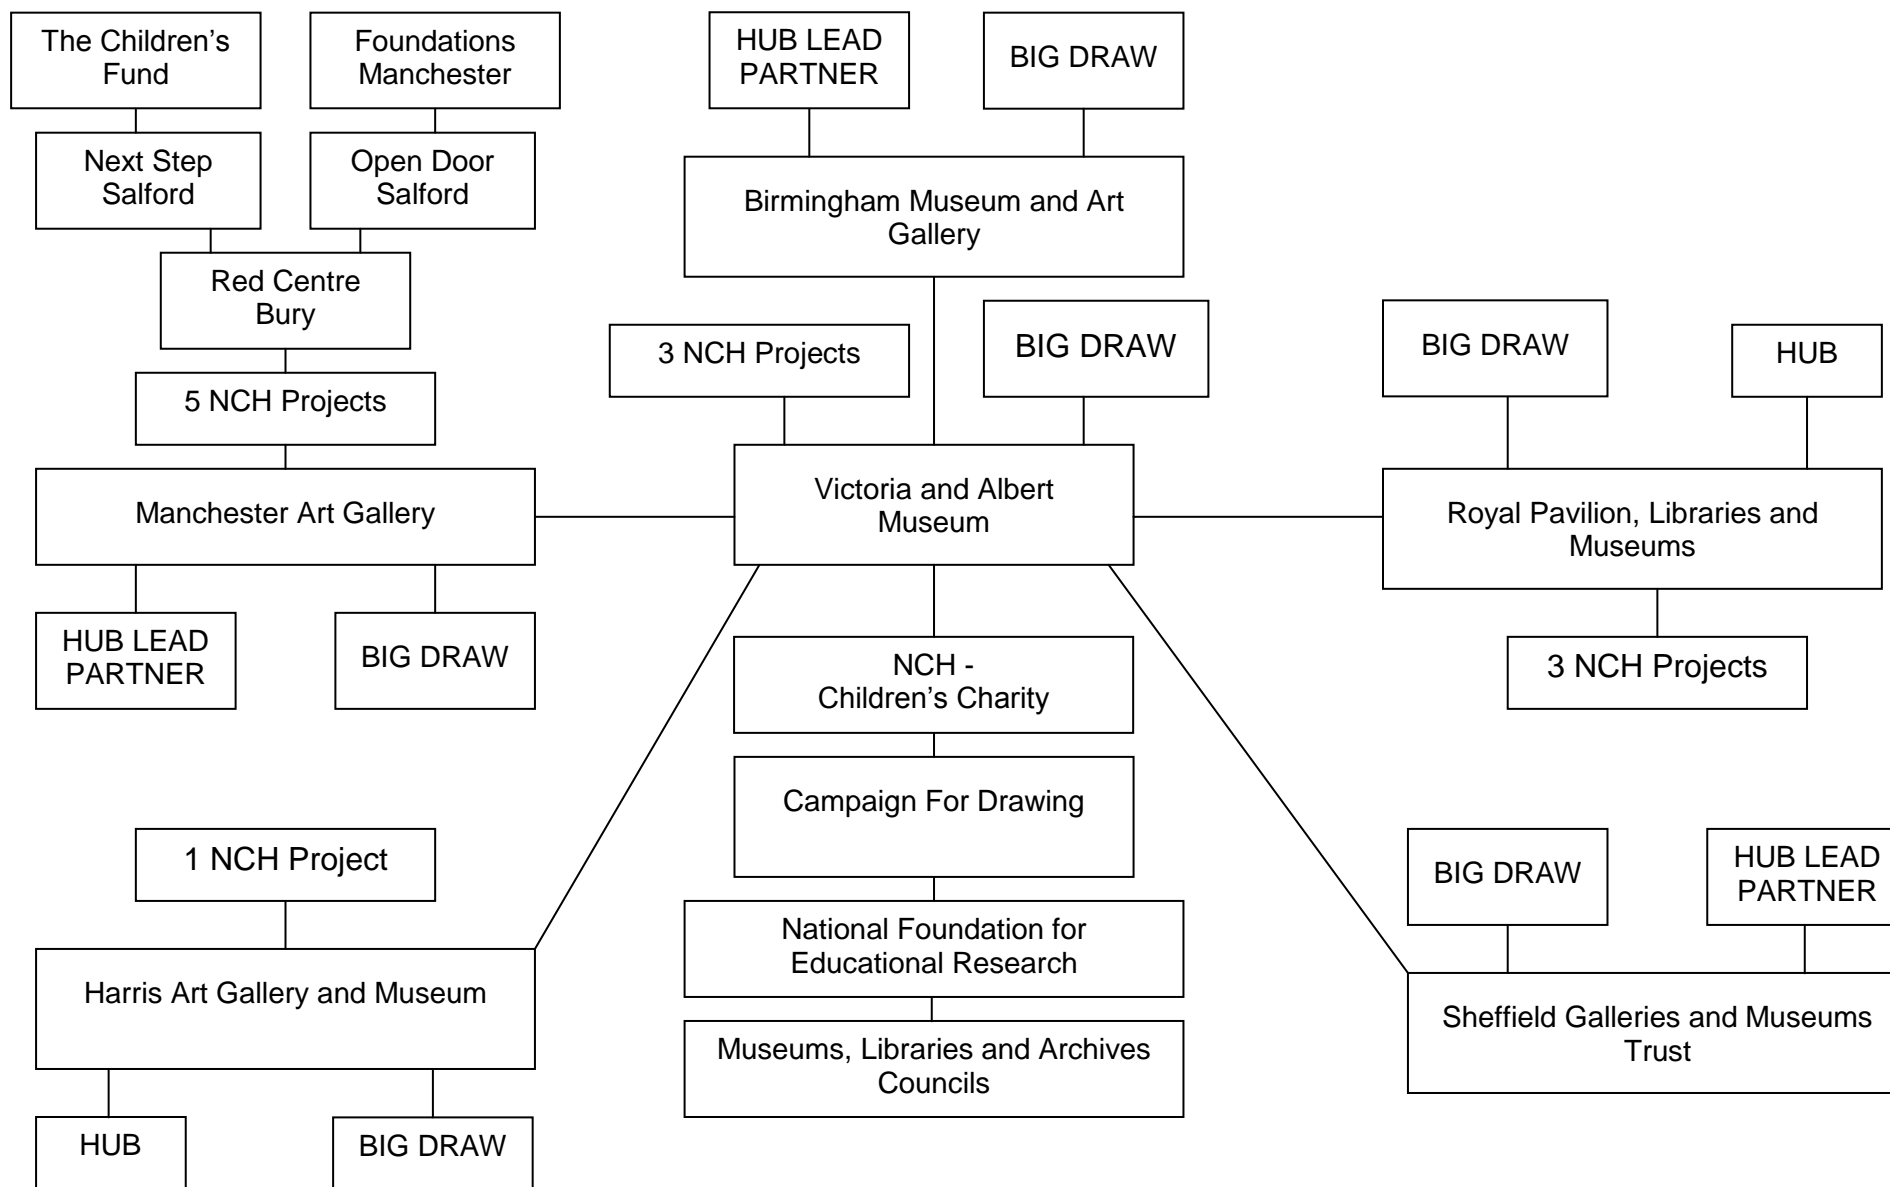 The Children’s
Fund
Foundations
Manchester
HUB LEAD
PARTNER
BIG DRAW
Next Step
Salford
Open Door
Salford
Birmingham Museum and Art
Gallery
Red Centre
Bury
3 NCH Projects
BIG DRAW
BIG DRAW
HUB
5 NCH Projects
Manchester Art Gallery
Victoria and Albert
Museum
Royal Pavilion, Libraries and
Museums
HUB LEAD
PARTNER
BIG DRAW
NCH -
Children’s Charity
3 NCH Projects
Campaign For Drawing
1 NCH Project
BIG DRAW
HUB LEAD
PARTNER
National Foundation for
Educational Research
Harris Art Gallery and Museum
Sheffield Galleries and Museums
Trust
Museums, Libraries and Archives
Councils
HUB
BIG DRAW